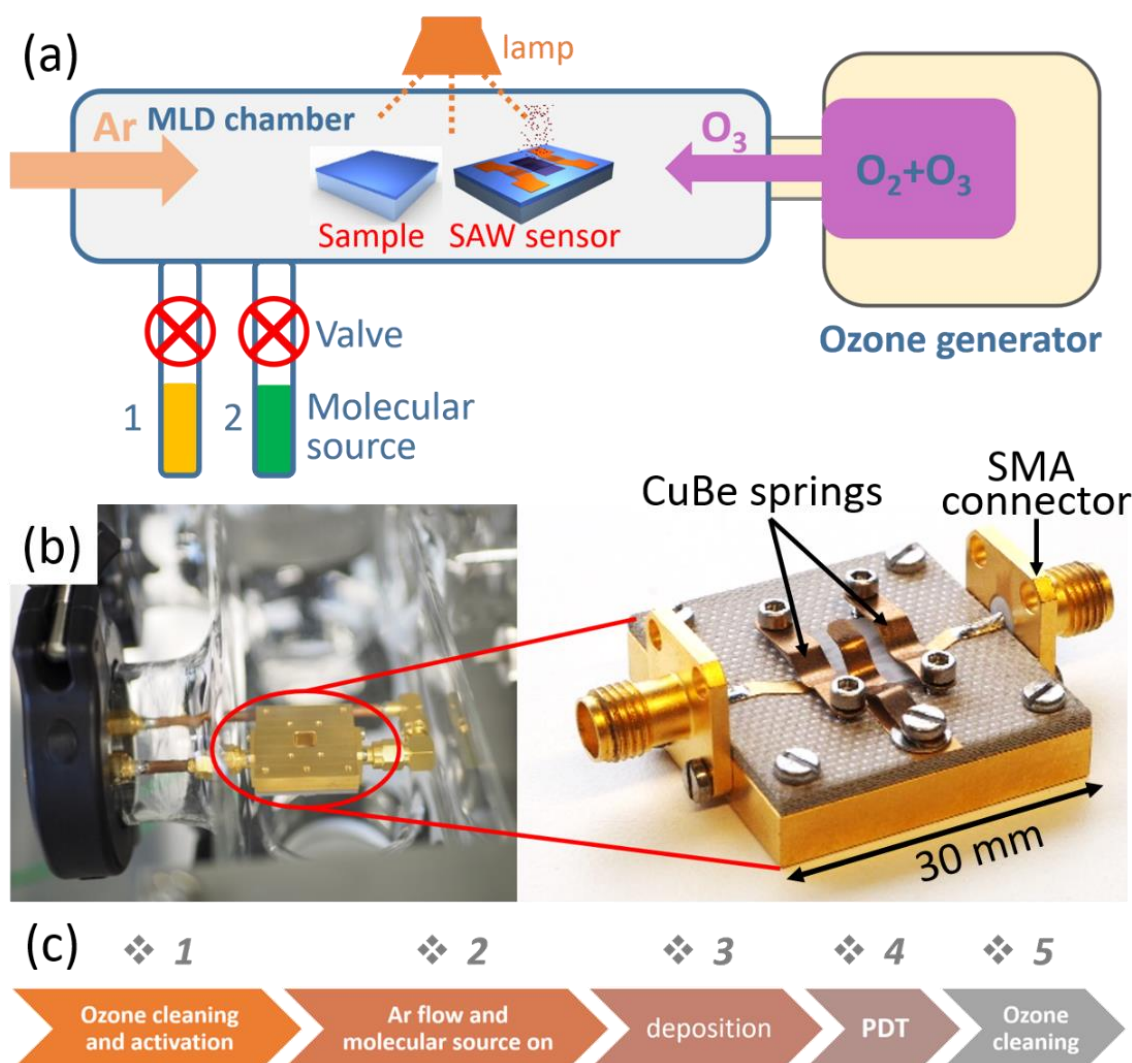 (a)
lamp
Ar
MLD chamber
O₃
O₂+O₃
Sample
SAW sensor
Ozone generator
Valve
1
2
Molecular
source
(b)
CuBe springs
SMA
connector
30 mm
(c)
❖ 1
❖ 2
❖ 3
❖ 4
❖ 5
Ozone cleaning
and activation
Ar flow and
molecular source on
deposition
PDT
Ozone
cleaning